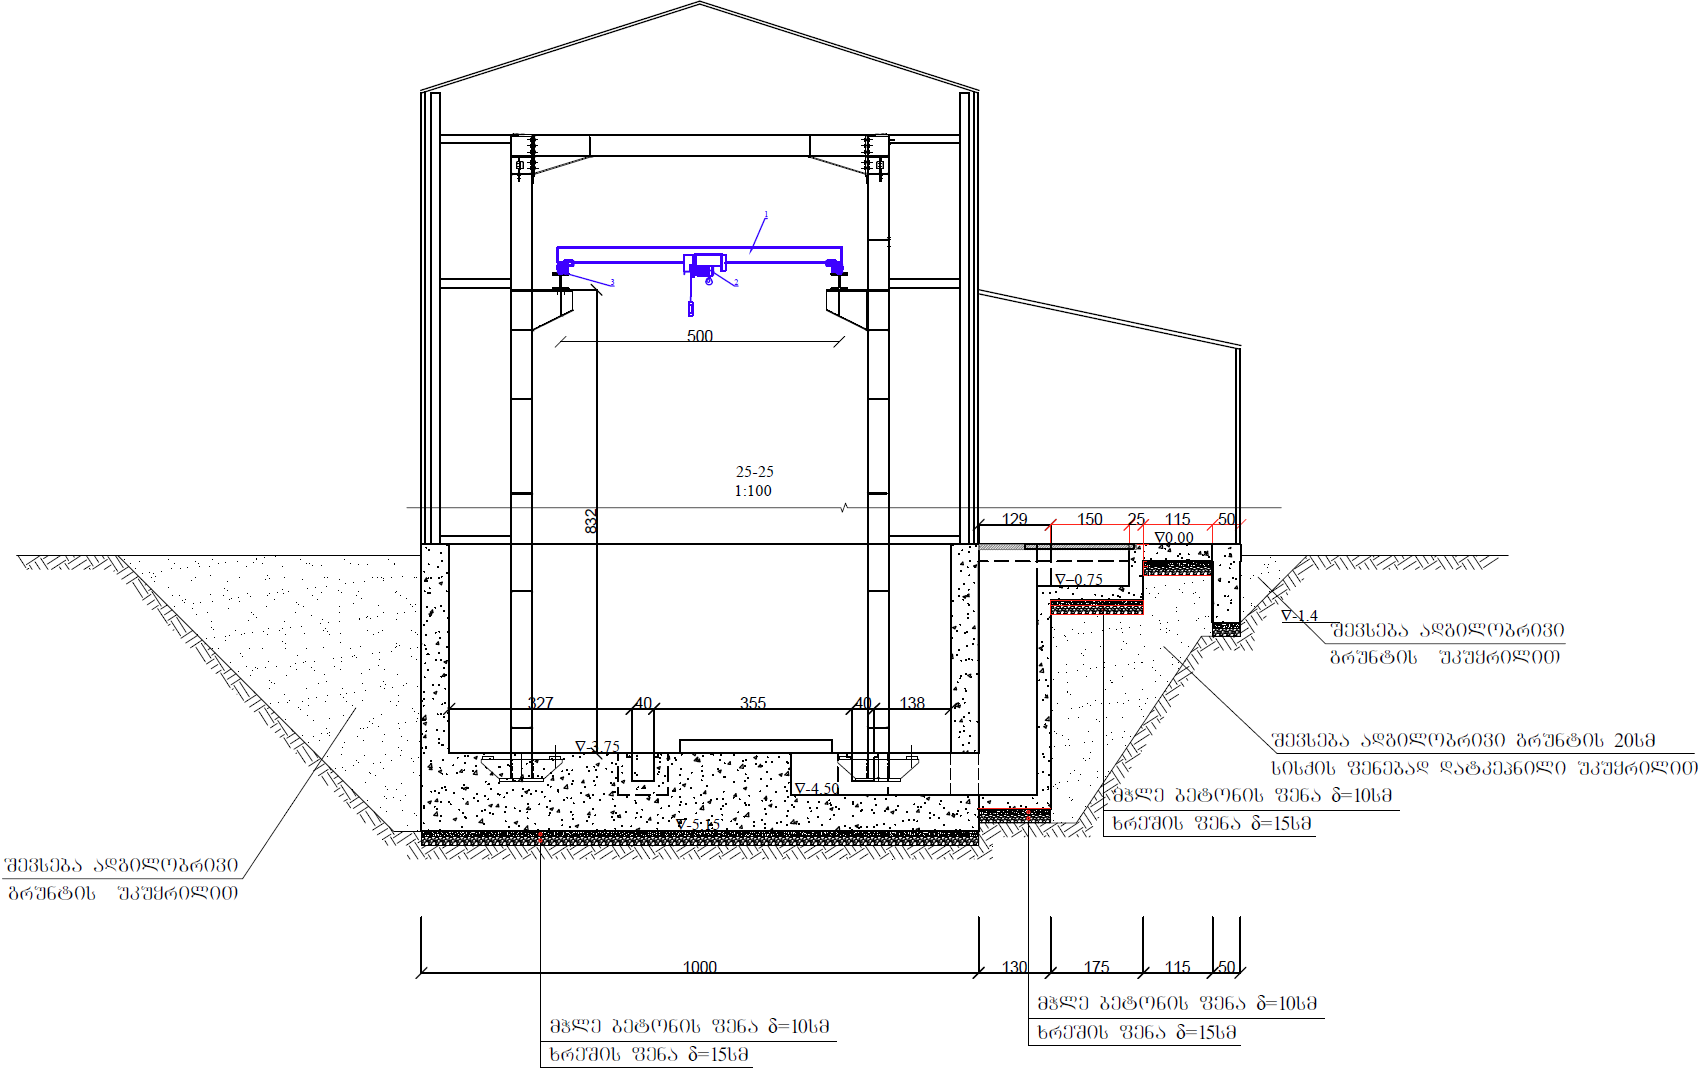 1
3
2
500
25-25
1:100
832
129
150
25
115
50
∇0.00
∇-0.75
∇-1.4
შევსება ადგილობრივი
გრუნტის უკუყრილით
327
40
355
40
138
∇-3.75
შევსება ადგილობრივი გრუნტის 20სმ
სისქის ფენებად დატკეპნილი უკუყრილით
∇-4.50
მჭლე ბეტონის ფენა δ=10სმ
ხრეშის ფენა δ=15სმ
∇-5.15
შევსება ადგილობრივი
გრუნტის უკუყრილით
1000
130
175
115
50
მჭლე ბეტონის ფენა δ=10სმ
ხრეშის ფენა δ=15სმ
მჭლე ბეტონის ფენა δ=10სმ
ხრეშის ფენა δ=15სმ